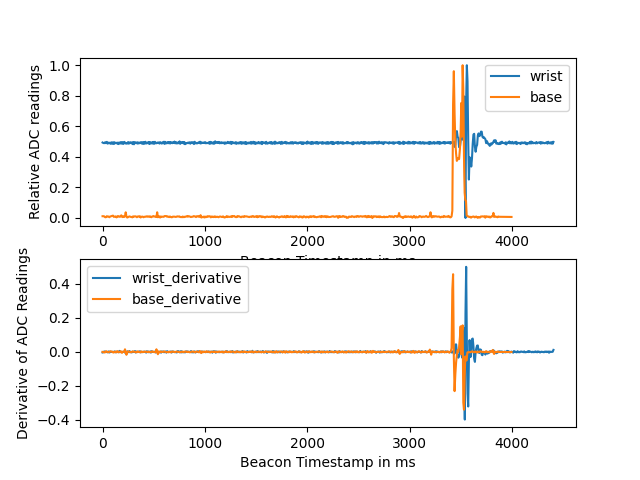 Relative ADC readings
1.0
0.8
0.6
0.4
0.2
0.0
wrist
base
0 1000 2000 3000 4000
Beacon Timestamp in ms
Derivative of ADC Readings
0.4
0.2
0.0
−0.2
−0.4
wrist_derivative
base_derivative
0 1000 2000 3000 4000
Beacon Timestamp in ms